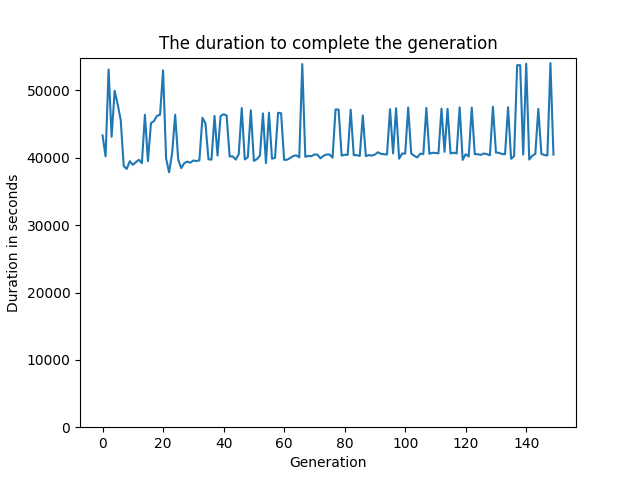 The duration to complete the generation
50000
40000
30000
20000
10000
0
Duration in seconds
0 20 40 60 80 100 120 140
Generation